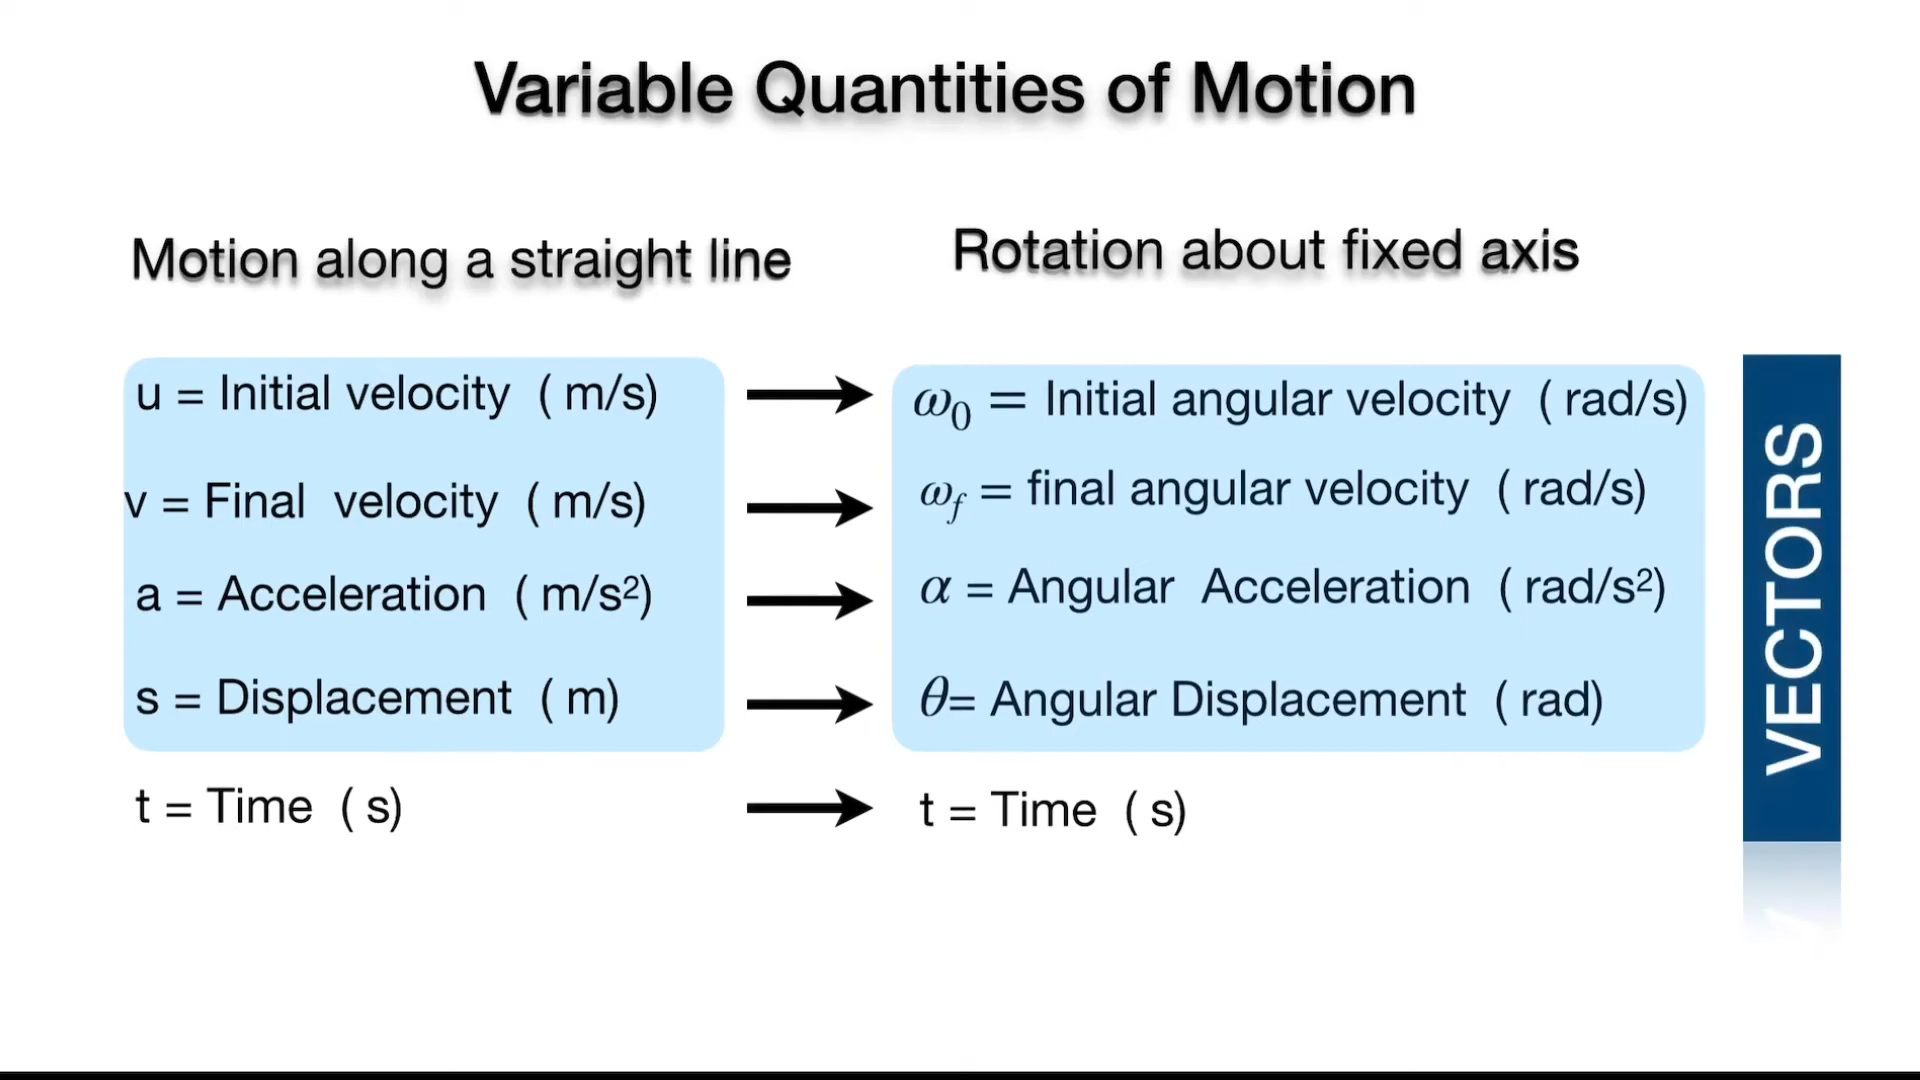 Variable Quantities of Motion
Motion along a straight line
Rotation about fixed axis
u = Initial velocity ( m/s)
ω₀ = Initial angular velocity ( rad/s)
v = Final velocity ( m/s)
ω_f = final angular velocity ( rad/s)
a = Acceleration ( m/s²)
α = Angular Acceleration ( rad/s²)
s = Displacement ( m)
θ= Angular Displacement ( rad)
t = Time ( s)
t = Time ( s)
VECTORS